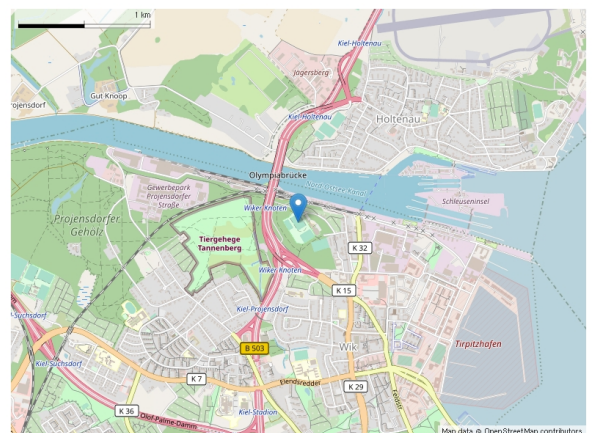 1 km
Kiel-Holtenau
Jägersberg
Gut Knoop
ojensdorf
Kiel-Holtenau
Holtenau
Olympiabrücke
Nord-Ostsee-Kanal
Gewerbepark
Projensdorfer
Straße
Schleuseninsel
Wiker Knoten
Projensdorfer
Gehölz
Tiergehege
Tannenberg
K 32
Wiker Knoten
K 15
Kiel-Projensdorf
l-Suchsdorf
Tirpitzhafen
B 503
Wik
Kiel-Suchsdorf
K 7
Elendsredder
K 29
Feldstr
K 36
Olof-Palme-Damm
Kiel-Stadion
Map data © OpenStreetMap contributors